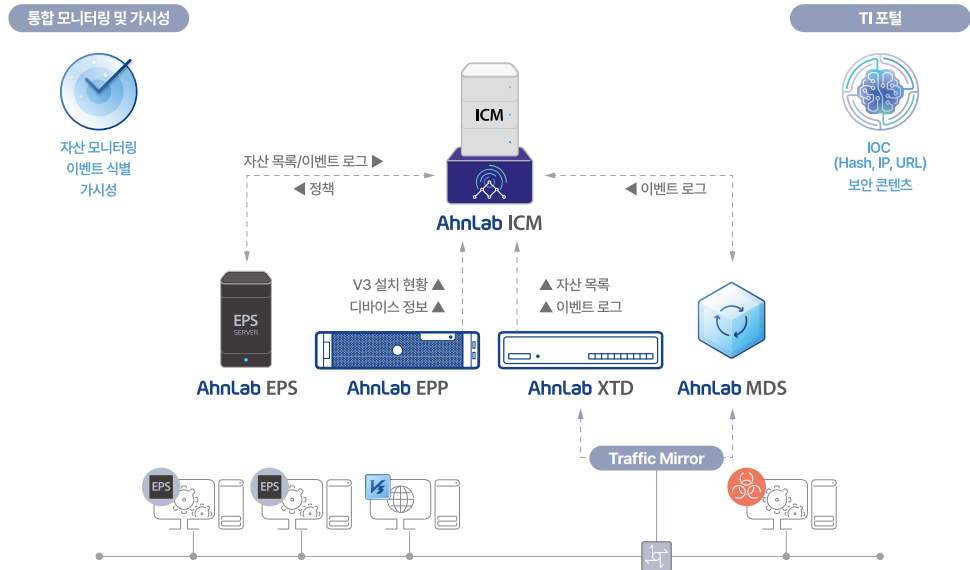 통합 모니터링 및 가시성
TI 포털
자산 모니터링
이벤트 식별
가시성
ICM
IOC
(Hash, IP, URL)
보안 콘텐츠
자산 목록/이벤트 로그 ▶
◀ 정책
◀ 이벤트 로그
AhnLab ICM
V3 설치 현황 ▲
디바이스 정보 ▲
▲ 자산 목록
▲ 이벤트 로그
EPS
SERVER
AhnLab EPS
AhnLab EPP
AhnLab XTD
AhnLab MDS
Traffic Mirror
EPS
EPS
V3